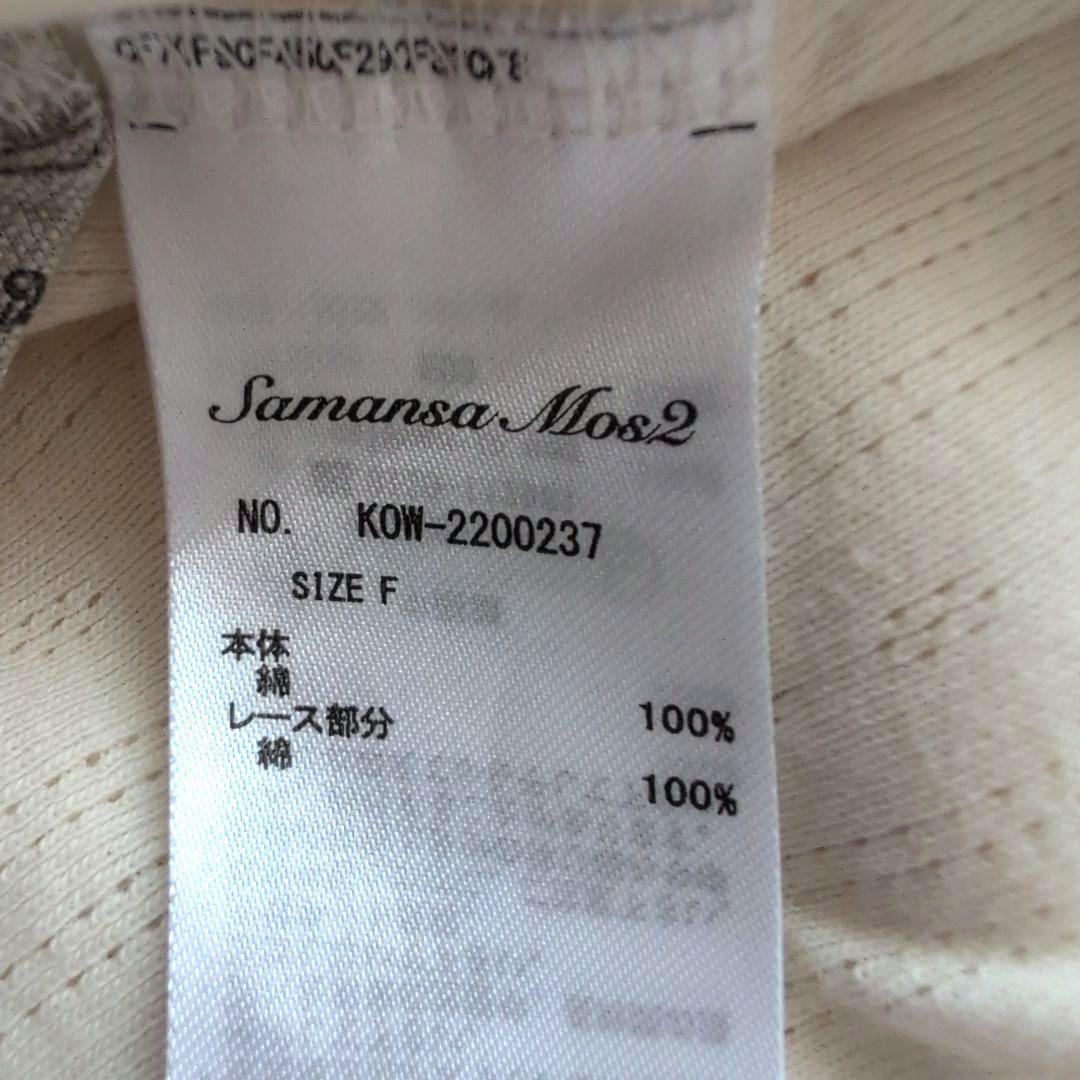 Samansa Mos2
NO. KOW-2200237
SIZE F
本体
綿 100%
レース部分
綿 100%